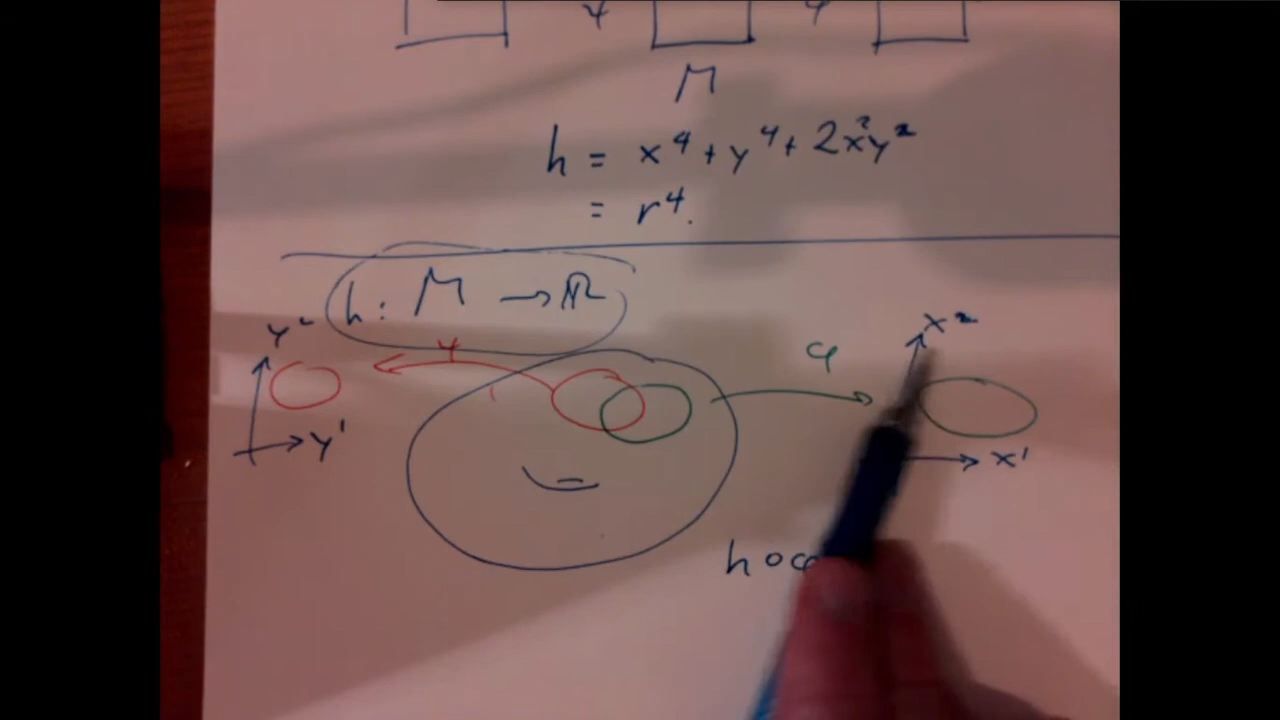 ψ φ
M
h = x⁴ + y⁴ + 2x²y²
= r⁴.
h : M → ℝ
y² ψ φ x²
y¹ x¹
h∘φ